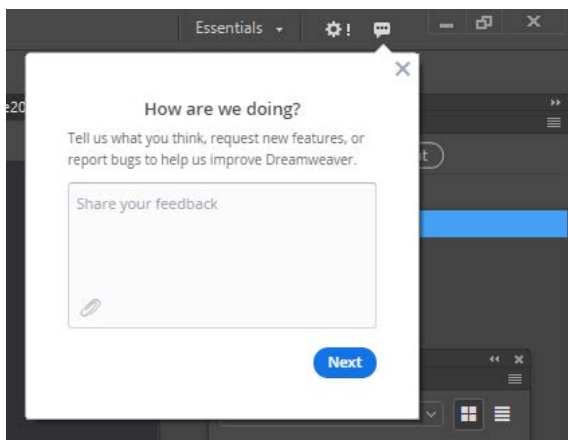 Essentials
!
e20
How are we doing?
Tell us what you think, request new features, or
report bugs to help us improve Dreamweaver.
Share your feedback
Next